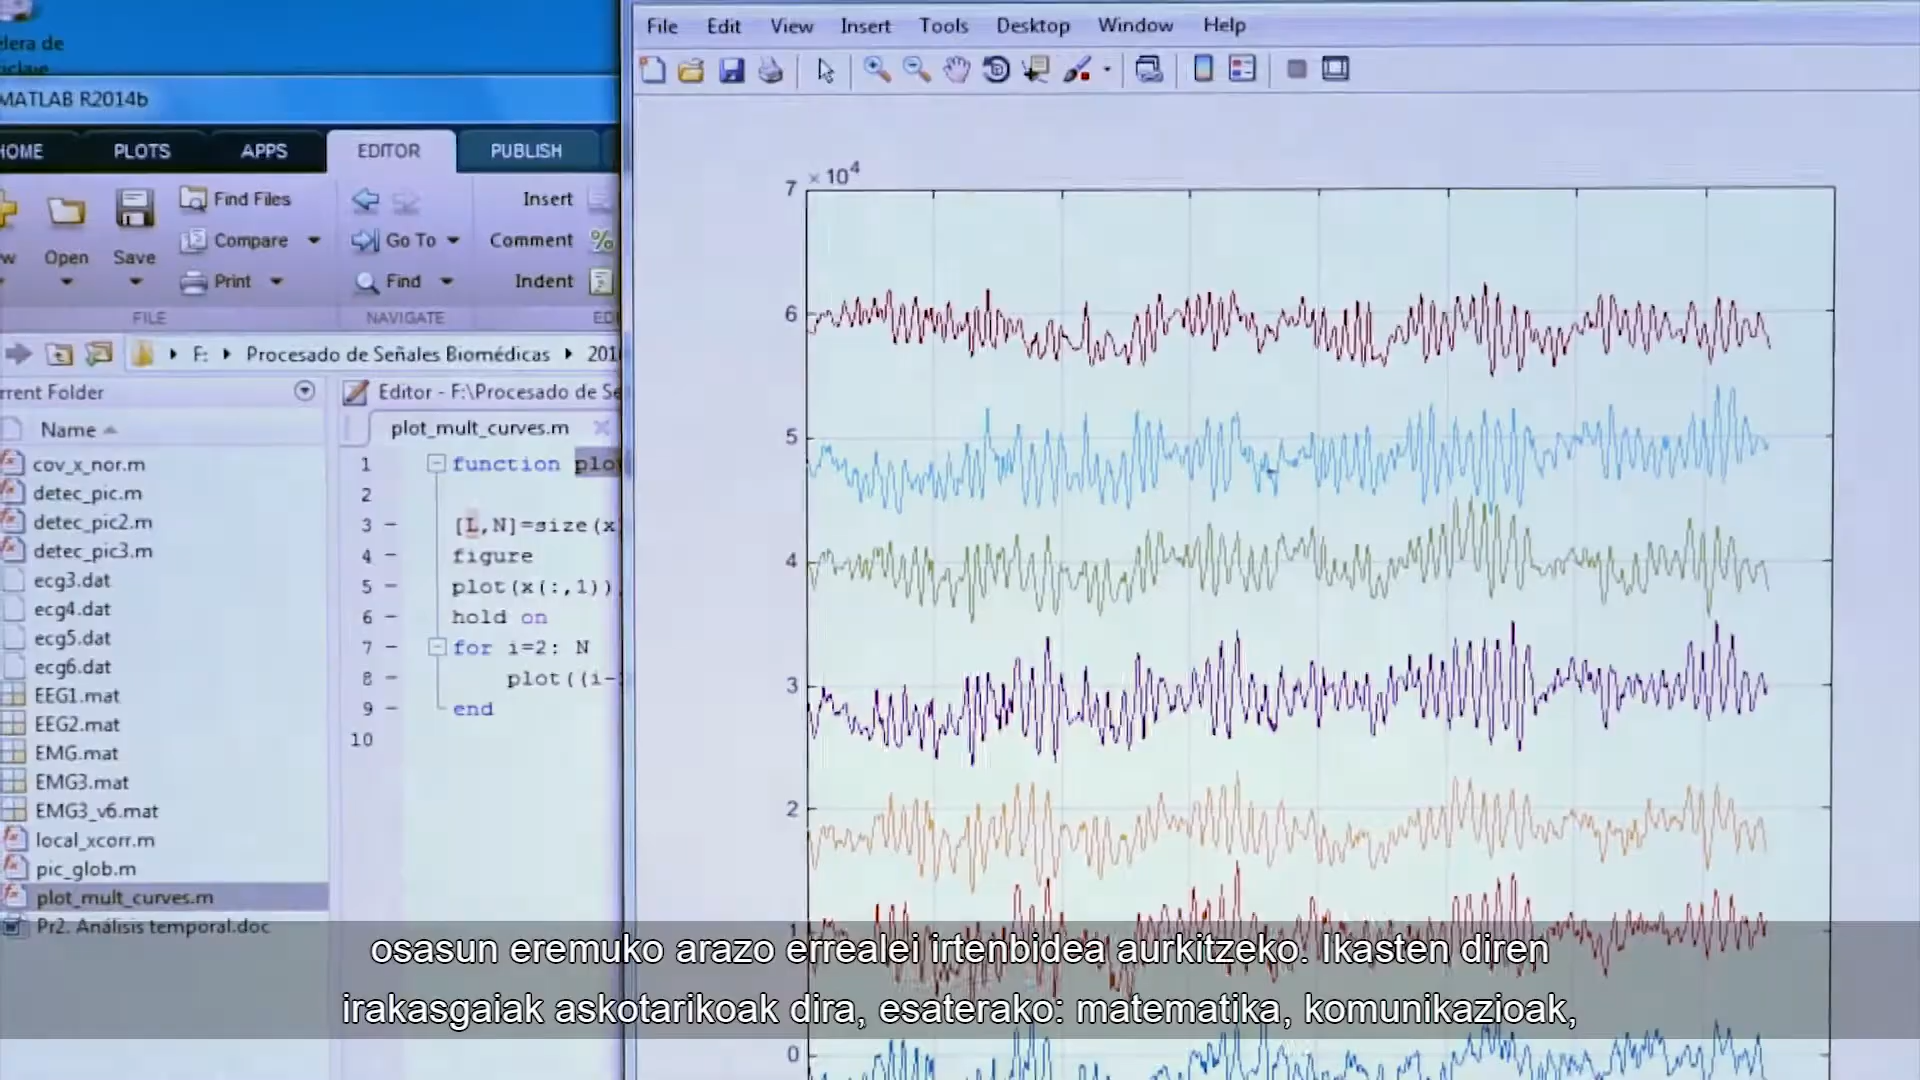 elera de
MATLAB R2014b
HOME PLOTS APPS EDITOR PUBLISH
Open Save
Find Files
Compare
Print
FILE
Go To
Find
NAVIGATE
Insert
Comment
Indent
F: Procesado de Señales Biomédicas 201
rrent Folder
Name
cov_x_nor.m
detec_pic.m
detec_pic2.m
detec_pic3.m
ecg3.dat
ecg4.dat
ecg5.dat
ecg6.dat
EEG1.mat
EEG2.mat
EMG.mat
EMG3.mat
EMG3_v6.mat
local_xcorr.m
pic_glob.m
plot_mult_curves.m
Pr2. Análisis temporal.doc
Editor - F:\Procesado de Se
plot_mult_curves.m
1 function plo
2
3 [L,N]=size(x
4 figure
5 plot(x(:,1))
6 hold on
7 for i=2: N
8 plot((i-
9 end
10
File Edit View Insert Tools Desktop Window Help
×10⁴
7
6
5
4
3
2
1
0
osasun eremuko arazo errealei irtenbidea aurkitzeko. Ikasten diren
irakasgaiak askotarikoak dira, esaterako: matematika, komunikazioak,